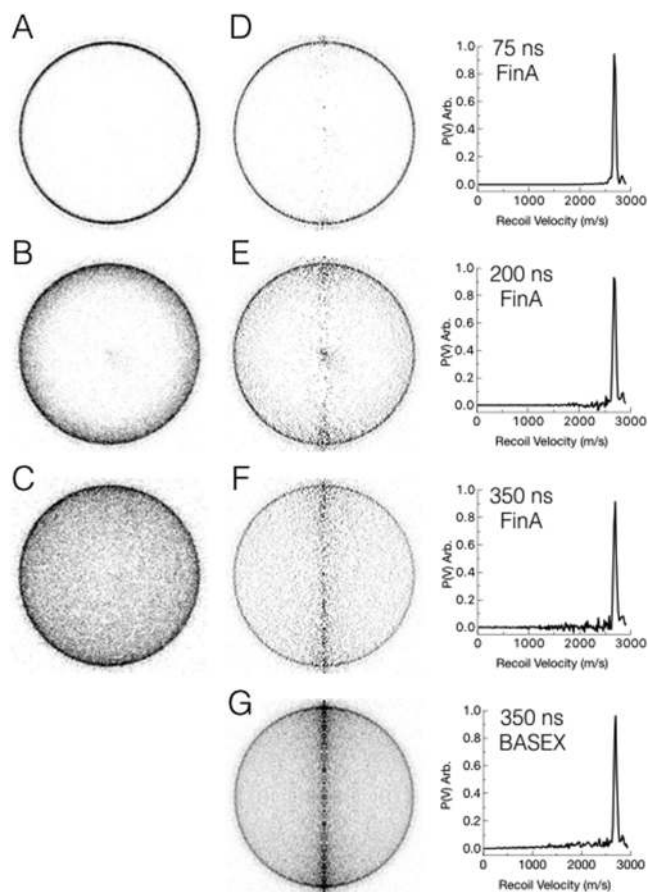 A
D
1.0
0.8
0.6
0.4
0.2
0.0
P(V) Arb.
75 ns
FinA
0 1000 2000 3000
Recoil Velocity (m/s)
B
E
1.0
0.8
0.6
0.4
0.2
0.0
P(V) Arb.
200 ns
FinA
0 1000 2000 3000
Recoil Velocity (m/s)
C
F
1.0
0.8
0.6
0.4
0.2
0.0
P(V) Arb.
350 ns
FinA
0 1000 2000 3000
Recoil Velocity (m/s)
G
1.0
0.8
0.6
0.4
0.2
0.0
P(V) Arb.
350 ns
BASEX
0 1000 2000 3000
Recoil Velocity (m/s)